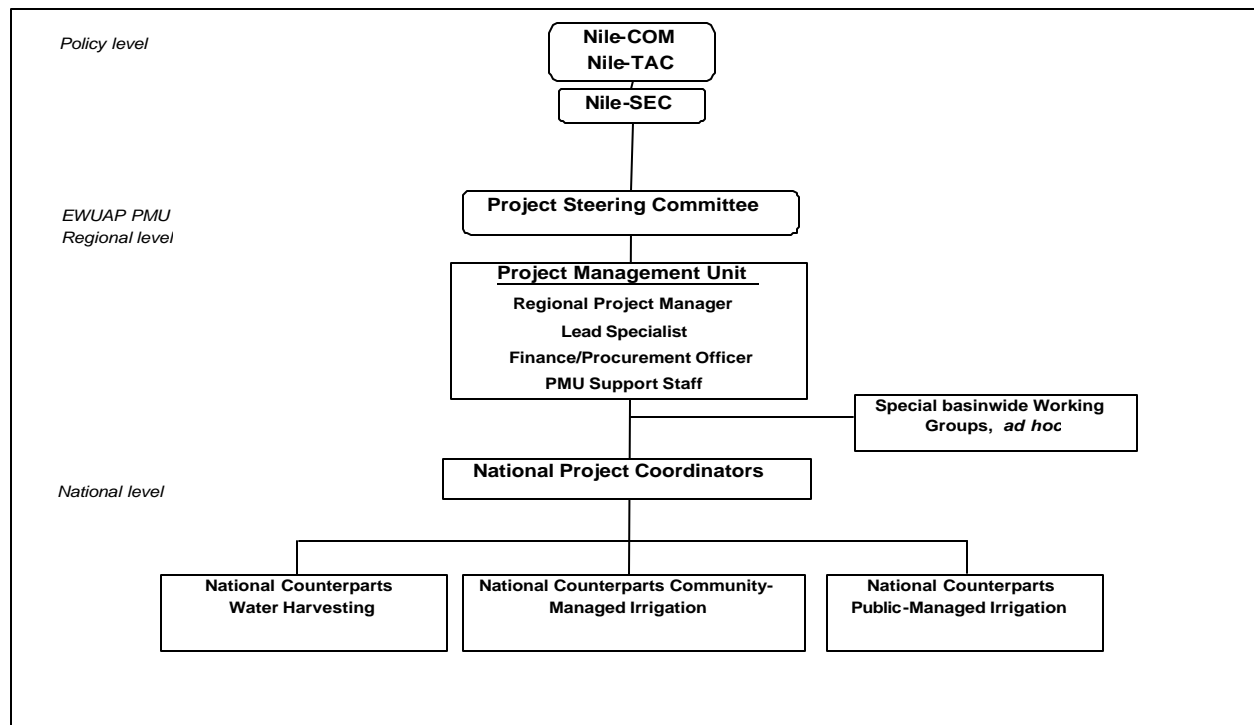 Policy level
Nile-COM
Nile-TAC
Nile-SEC
EWUAP PMU
Regional level
Project Steering Committee
Project Management Unit
Regional Project Manager
Lead Specialist
Finance/Procurement Officer
PMU Support Staff
Special basinwide Working
Groups, ad hoc
National level
National Project Coordinators
National Counterparts
Water Harvesting
National Counterparts Community-
Managed Irrigation
National Counterparts
Public-Managed Irrigation